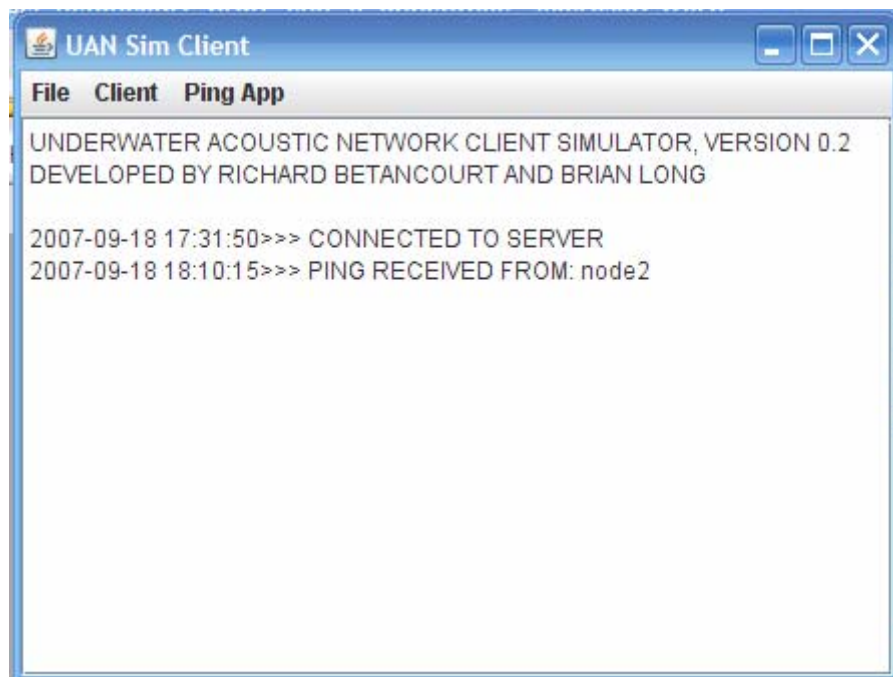 UAN Sim Client
File Client Ping App
UNDERWATER ACOUSTIC NETWORK CLIENT SIMULATOR, VERSION 0.2
DEVELOPED BY RICHARD BETANCOURT AND BRIAN LONG
2007-09-18 17:31:50>>> CONNECTED TO SERVER
2007-09-18 18:10:15>>> PING RECEIVED FROM: node2